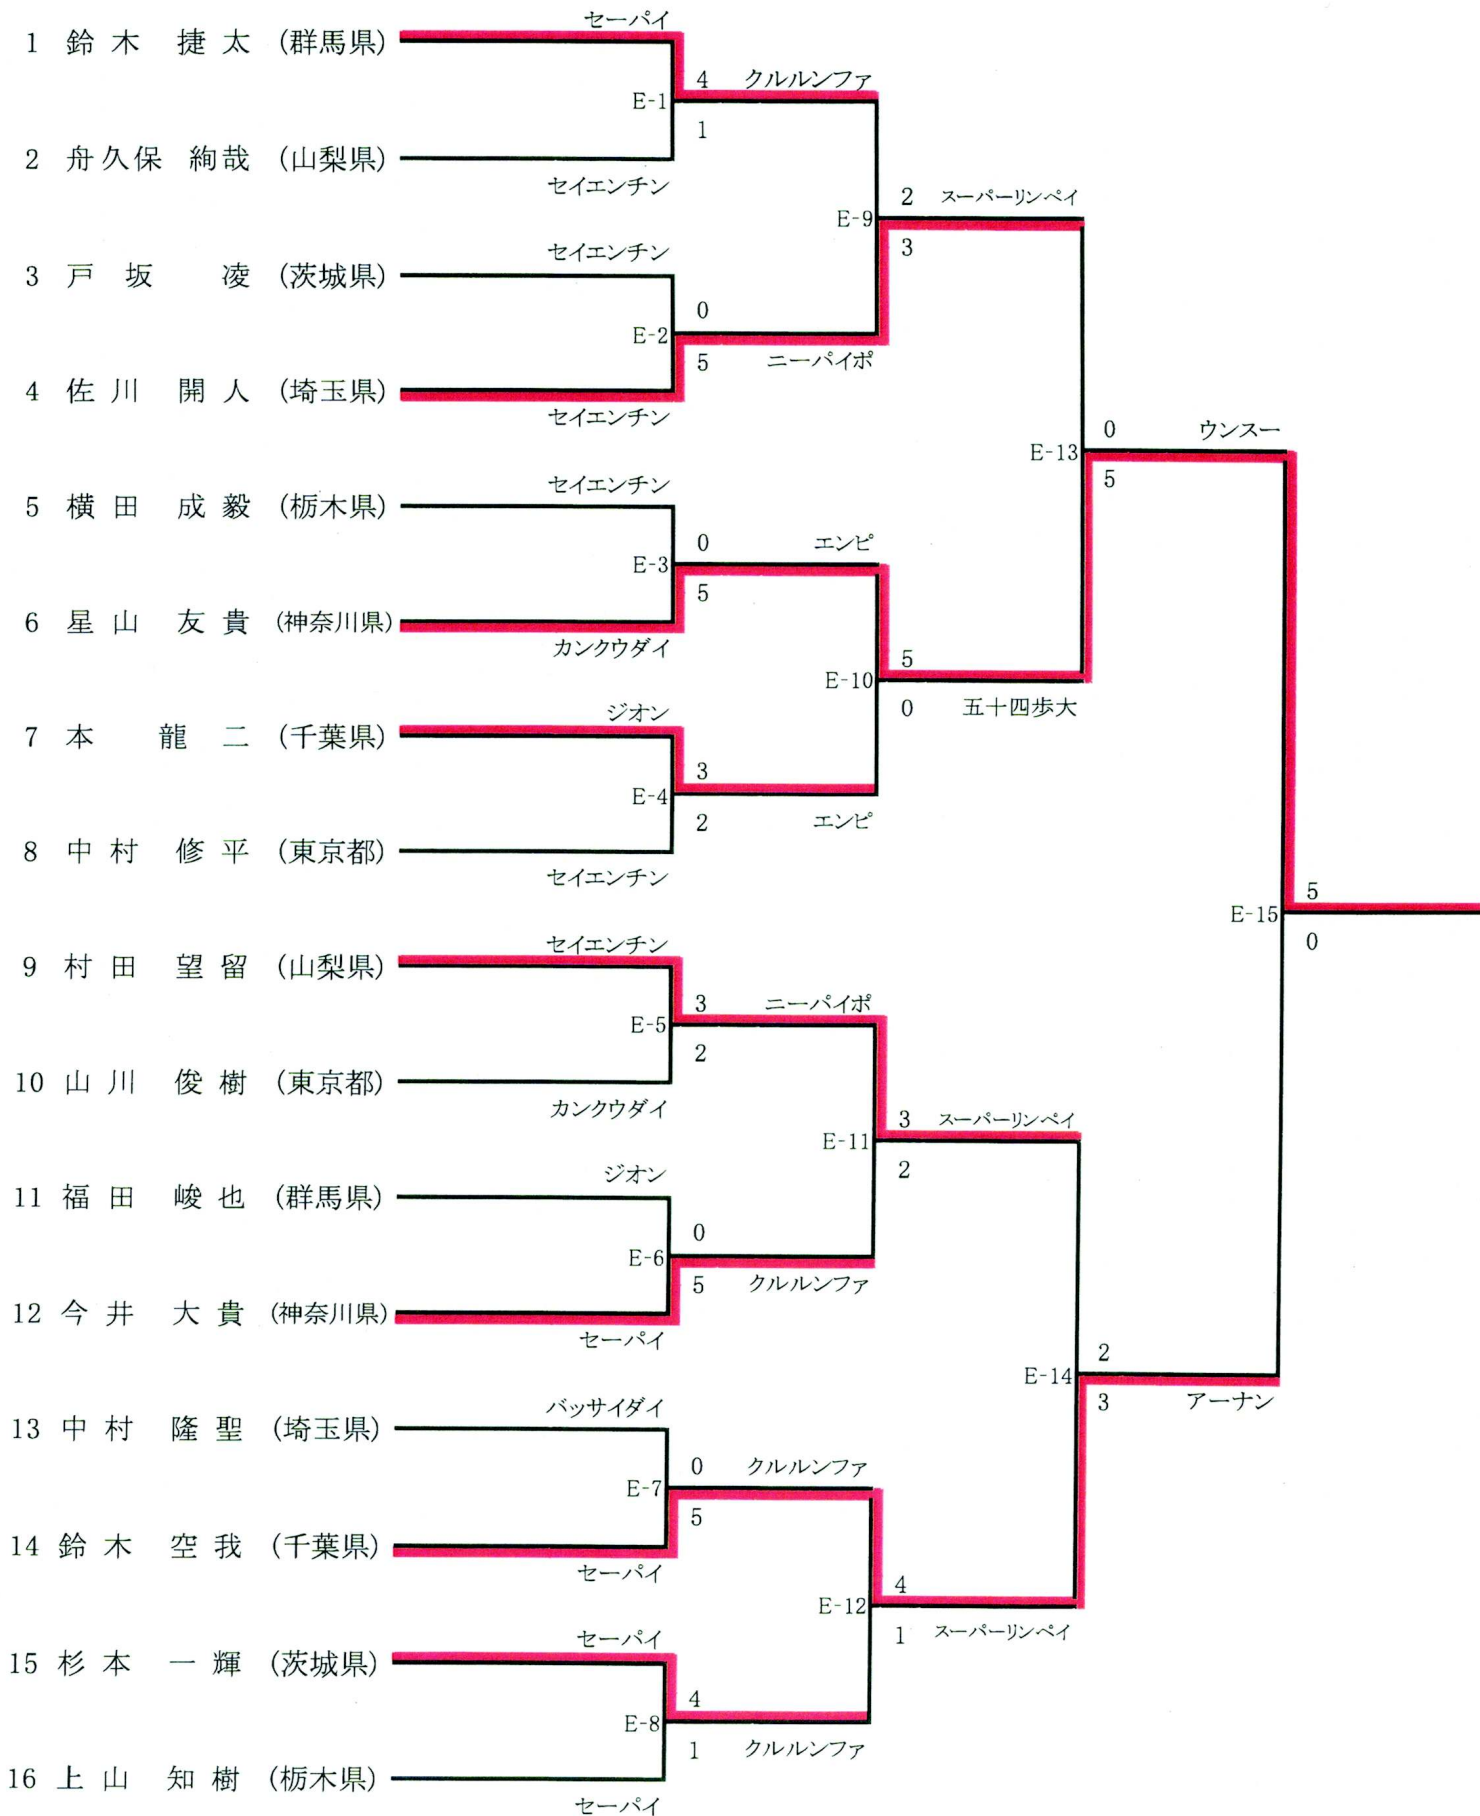 セーパイ
1 鈴木 捷太 (群馬県)
4 クルルンファ
E-1
1
2 舟久保 絢哉 (山梨県)
セイエンチン
2 スーパーリンペイ
E-9
3
セイエンチン
3 戸坂 凌 (茨城県)
0
E-2
5 ニーパイポ
4 佐川 開人 (埼玉県)
セイエンチン
0 ウンスー
E-13
5
セイエンチン
5 横田 成毅 (栃木県)
0 エンピ
E-3
5
6 星山 友貴 (神奈川県)
カンクウダイ
5
E-10
0 五十四歩大
ジオン
7 本 龍二 (千葉県)
3
E-4
2 エンピ
8 中村 修平 (東京都)
セイエンチン
5
E-15
0
セイエンチン
9 村田 望留 (山梨県)
3 ニーパイポ
E-5
2
10 山川 俊樹 (東京都)
カンクウダイ
3 スーパーリンペイ
E-11
2
ジオン
11 福田 峻也 (群馬県)
0
E-6
5 クルルンファ
12 今井 大貴 (神奈川県)
セーパイ
2
E-14
3 アーナン
バッサイダイ
13 中村 隆聖 (埼玉県)
0 クルルンファ
E-7
5
14 鈴木 空我 (千葉県)
セーパイ
4
E-12
1 スーパーリンペイ
セーパイ
15 杉本 一輝 (茨城県)
4
E-8
1 クルルンファ
16 上山 知樹 (栃木県)
セーパイ